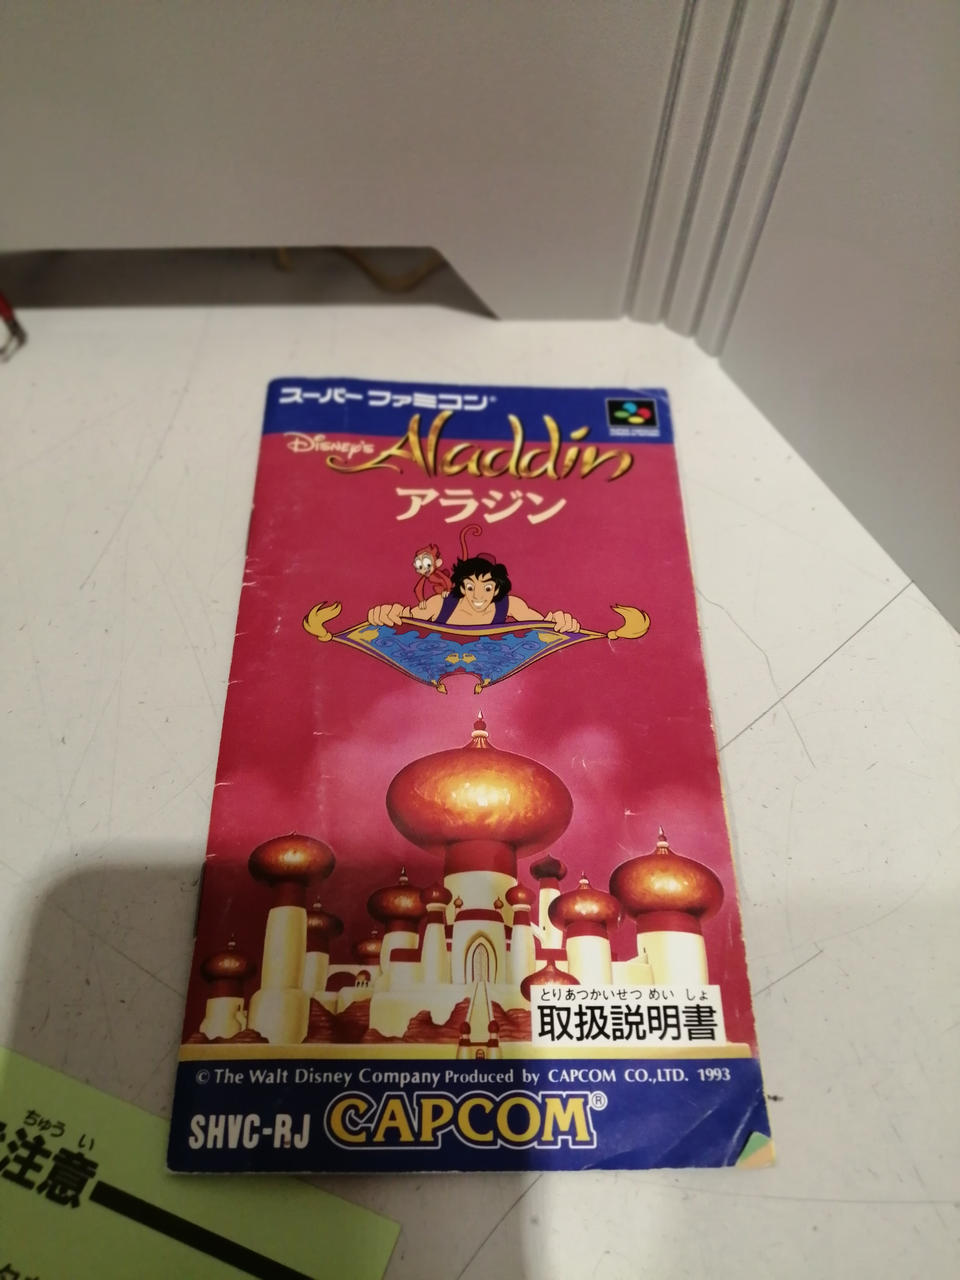 スーパーファミコン®
Disney's Aladdin
アラジン
とりあつかいせつ めい しょ
取扱説明書
© The Walt Disney Company Produced by CAPCOM CO.,LTD. 1993
SHVC-RJ CAPCOM®
ちゅう い
注意